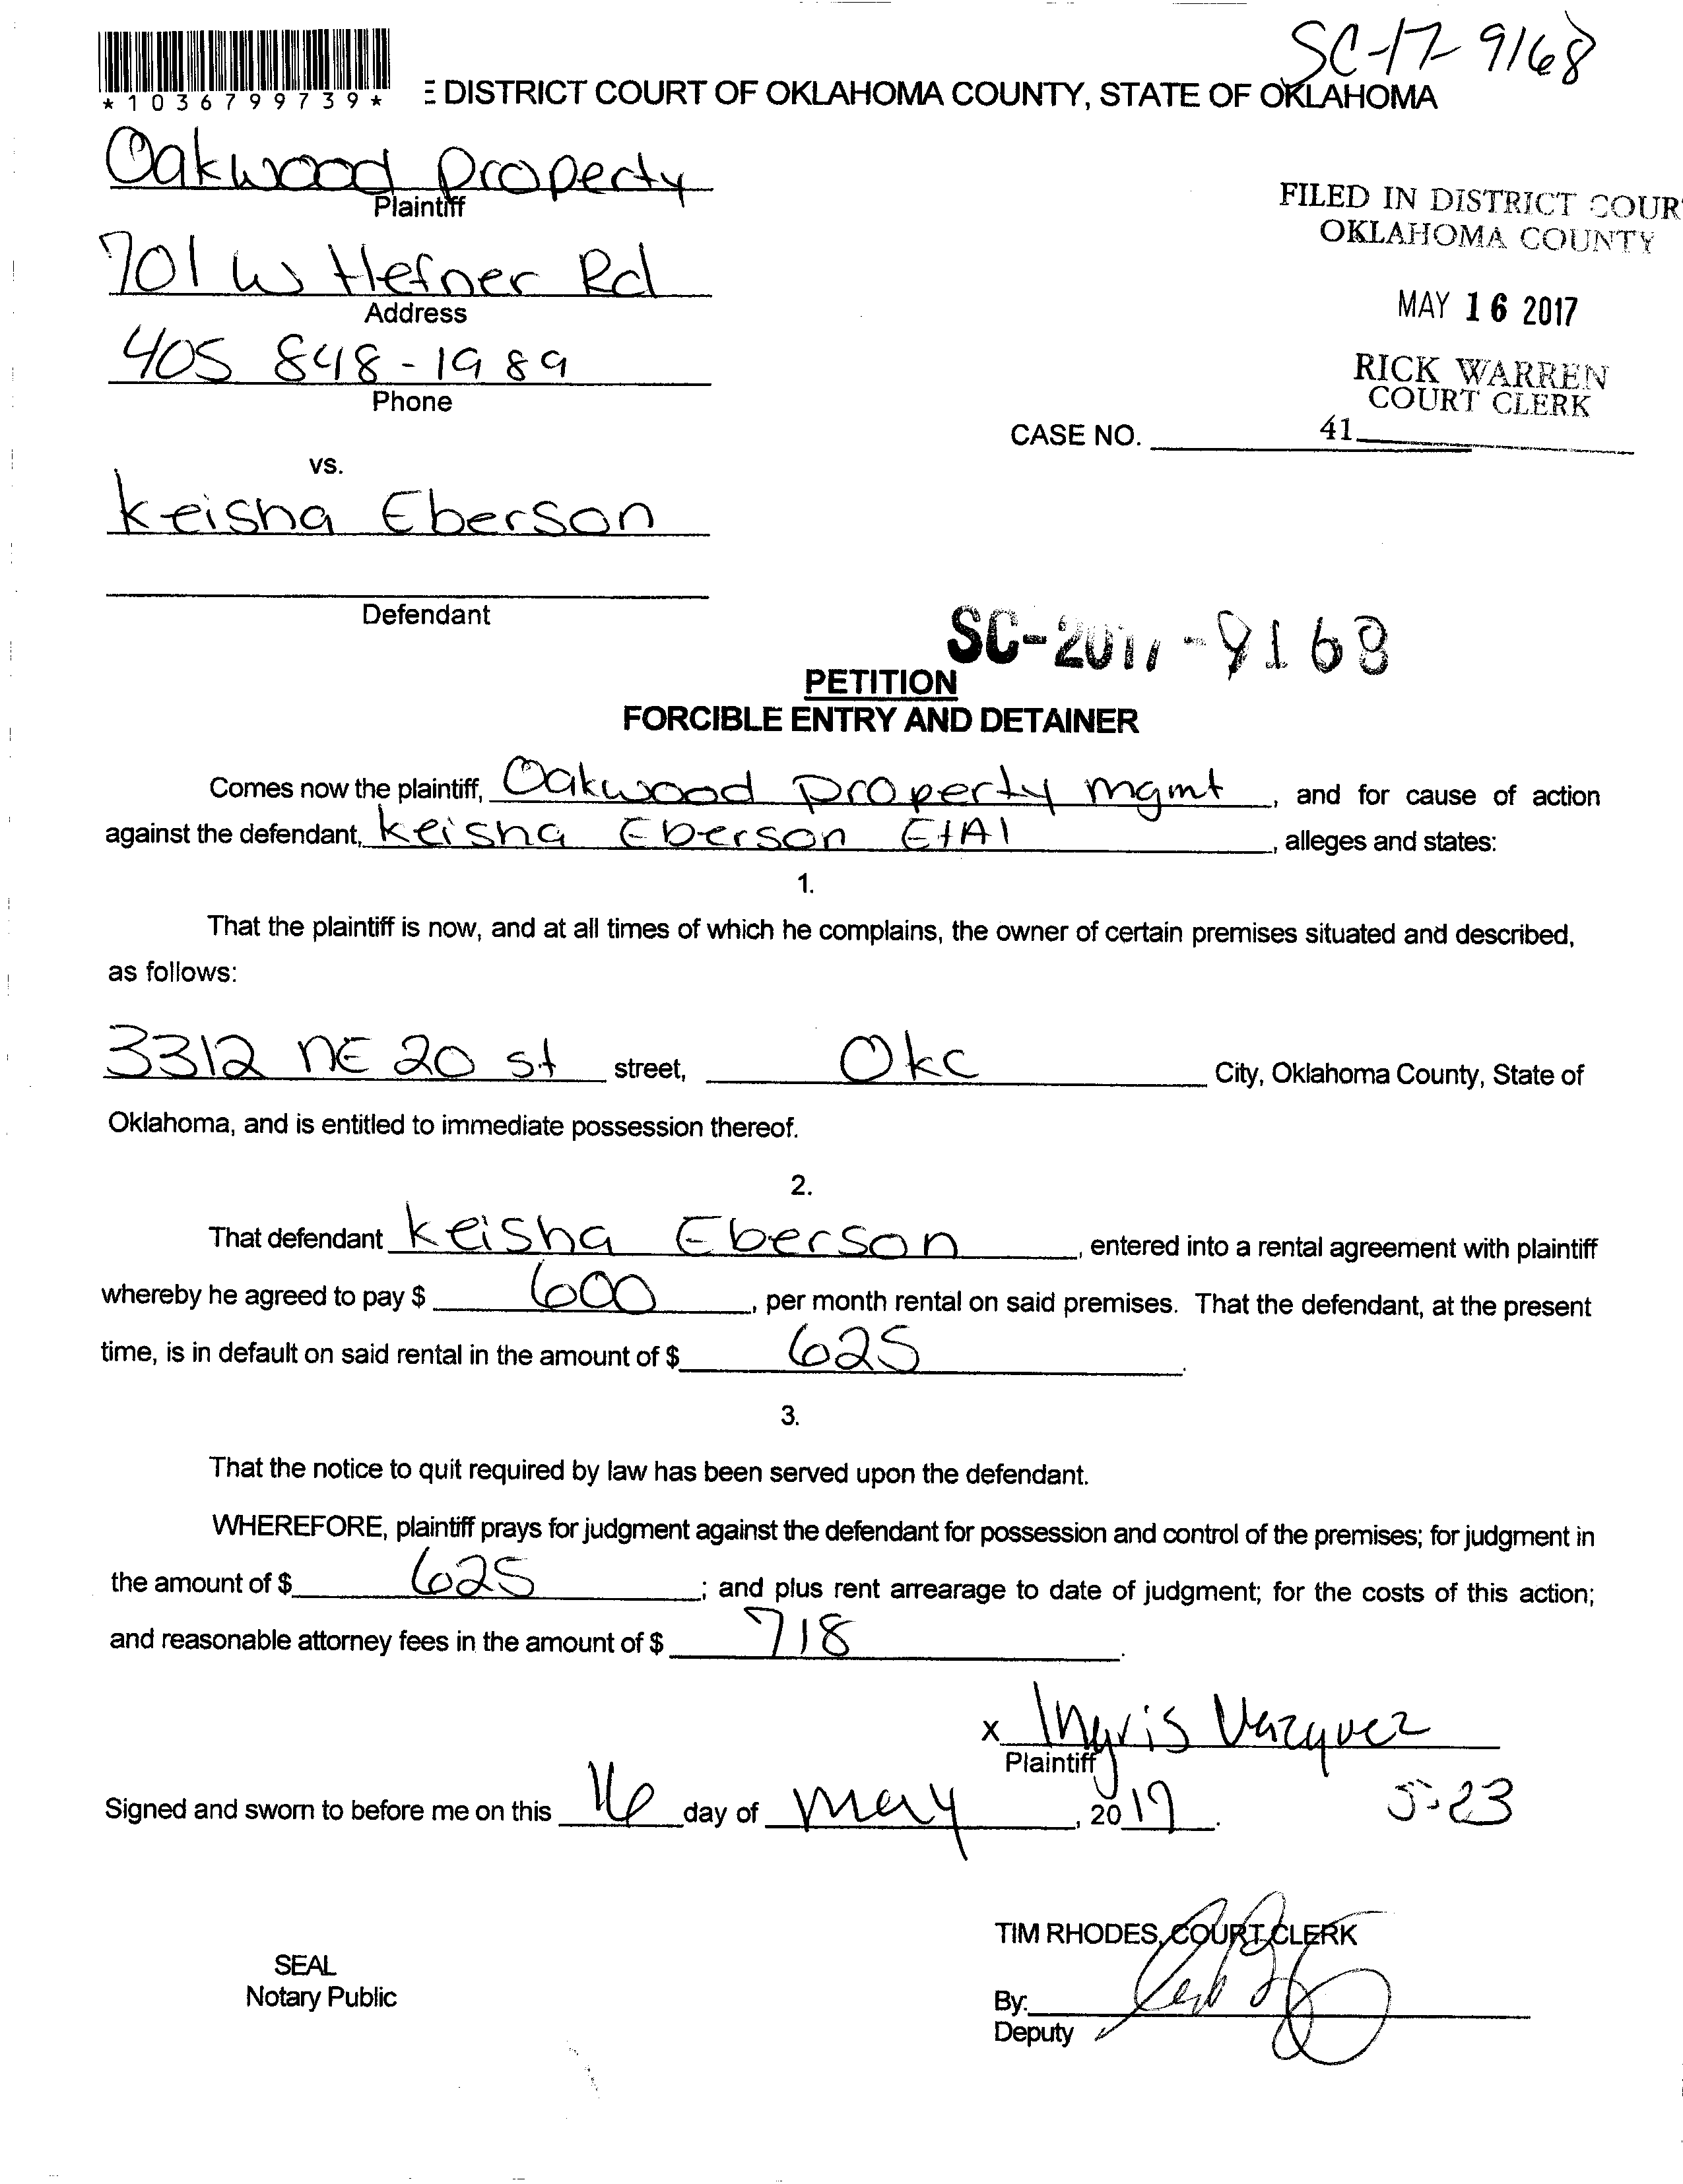 SC-17-9168
*1036799739*
E DISTRICT COURT OF OKLAHOMA COUNTY, STATE OF OKLAHOMA
Oakwood Property
Plaintiff
FILED IN DISTRICT COUR
OKLAHOMA COUNTY
701 W Hefner Rd
Address
MAY 16 2017
405 848-1989
Phone
RICK WARREN
COURT CLERK
CASE NO. 41
vs.
Keisha Eberson
Defendant
SC-2017-9168
PETITION
FORCIBLE ENTRY AND DETAINER
Comes now the plaintiff, Oakwood Property mgmt, and for cause of action
against the defendant, Keisha Eberson EtAl, alleges and states:
1.
That the plaintiff is now, and at all times of which he complains, the owner of certain premises situated and described,
as follows:
3312 NE 20 st street, Okc City, Oklahoma County, State of
Oklahoma, and is entitled to immediate possession thereof.
2.
That defendant Keisha Eberson, entered into a rental agreement with plaintiff
whereby he agreed to pay $ 600, per month rental on said premises. That the defendant, at the present
time, is in default on said rental in the amount of $ 625.
3.
That the notice to quit required by law has been served upon the defendant.
WHEREFORE, plaintiff prays for judgment against the defendant for possession and control of the premises; for judgment in
the amount of $ 625; and plus rent arrearage to date of judgment; for the costs of this action;
and reasonable attorney fees in the amount of $ 718.
x Ingris Vazquez
Plaintiff
Signed and sworn to before me on this 16 day of may, 2017. 5-23
TIM RHODES, COURT CLERK
SEAL
Notary Public
By:
Deputy